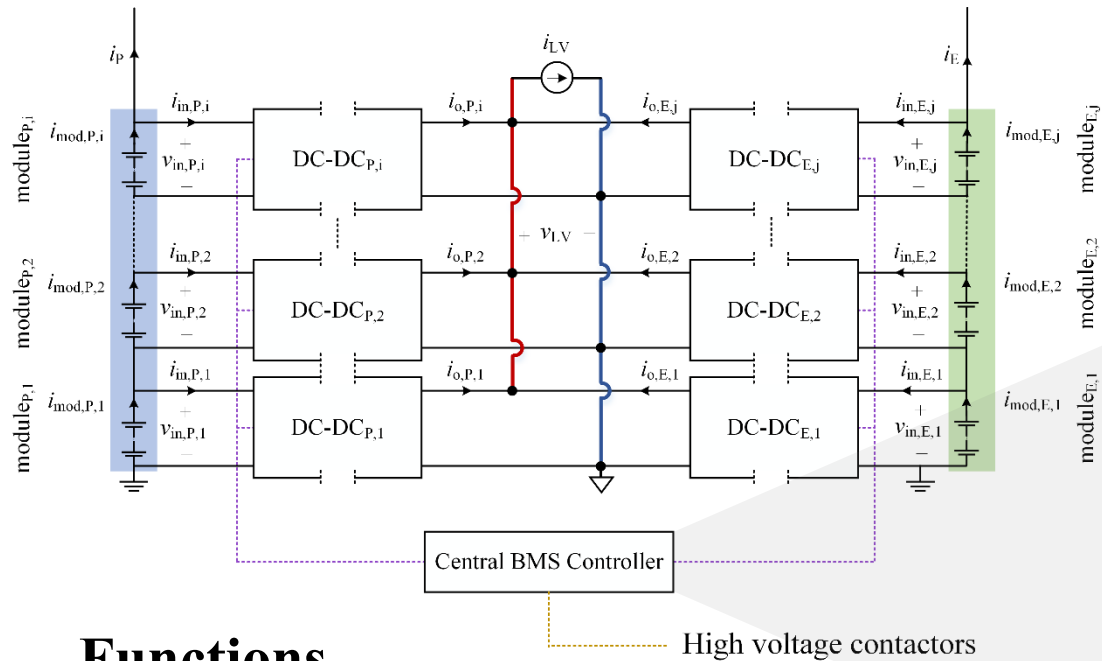 i_P
i_LV
i_E
i_in,P,i
i_o,P,i
i_o,E,j
i_in,E,j
module_P,i
i_mod,P,i
+
v_in,P,i
−
DC-DC_P,i
DC-DC_E,j
+
v_in,E,j
−
i_mod,E,j
module_E,j
+ v_LV −
i_in,P,2
i_o,P,2
i_o,E,2
i_in,E,2
module_P,2
i_mod,P,2
+
v_in,P,2
−
DC-DC_P,2
DC-DC_E,2
+
v_in,E,2
−
i_mod,E,2
module_E,2
i_in,P,1
i_o,P,1
i_o,E,1
i_in,E,1
module_P,1
i_mod,P,1
+
v_in,P,1
−
DC-DC_P,1
DC-DC_E,1
+
v_in,E,1
−
i_mod,E,1
module_E,1
Central BMS Controller
High voltage contactors
Functions